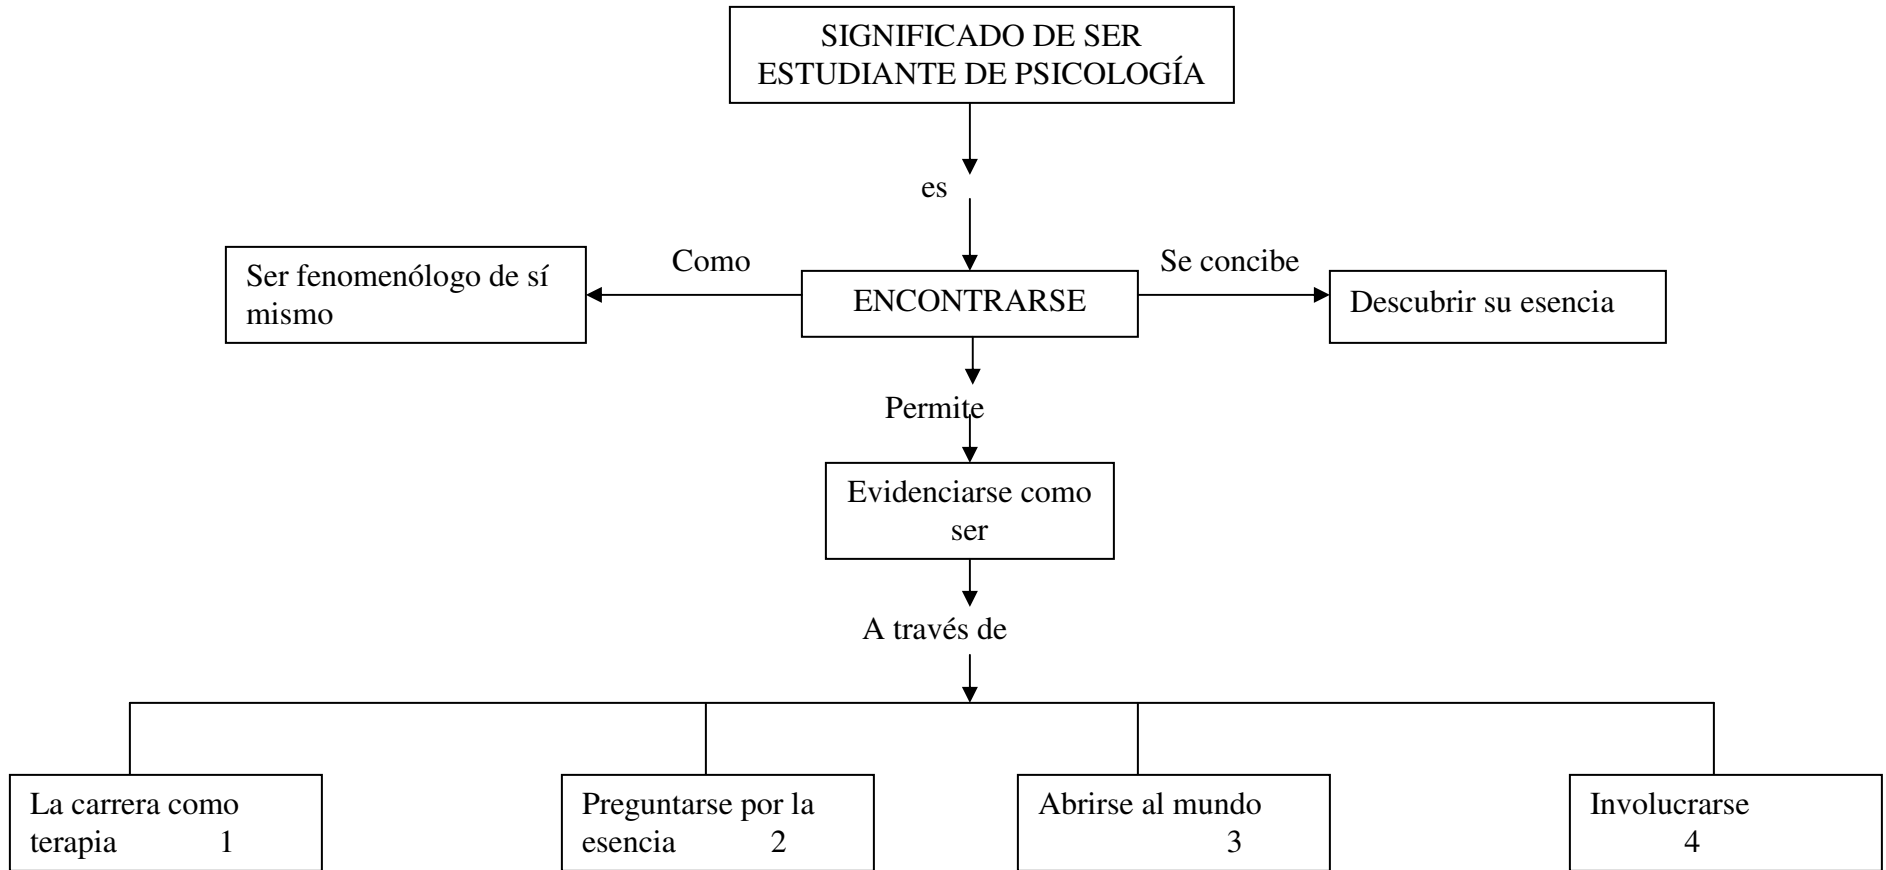 SIGNIFICADO DE SER
ESTUDIANTE DE PSICOLOGÍA
es
Ser fenomenólogo de sí
mismo
Como
ENCONTRARSE
Se concibe
Descubrir su esencia
Permite
Evidenciarse como
ser
A través de
La carrera como
terapia 1
Preguntarse por la
esencia 2
Abrirse al mundo
3
Involucrarse
4